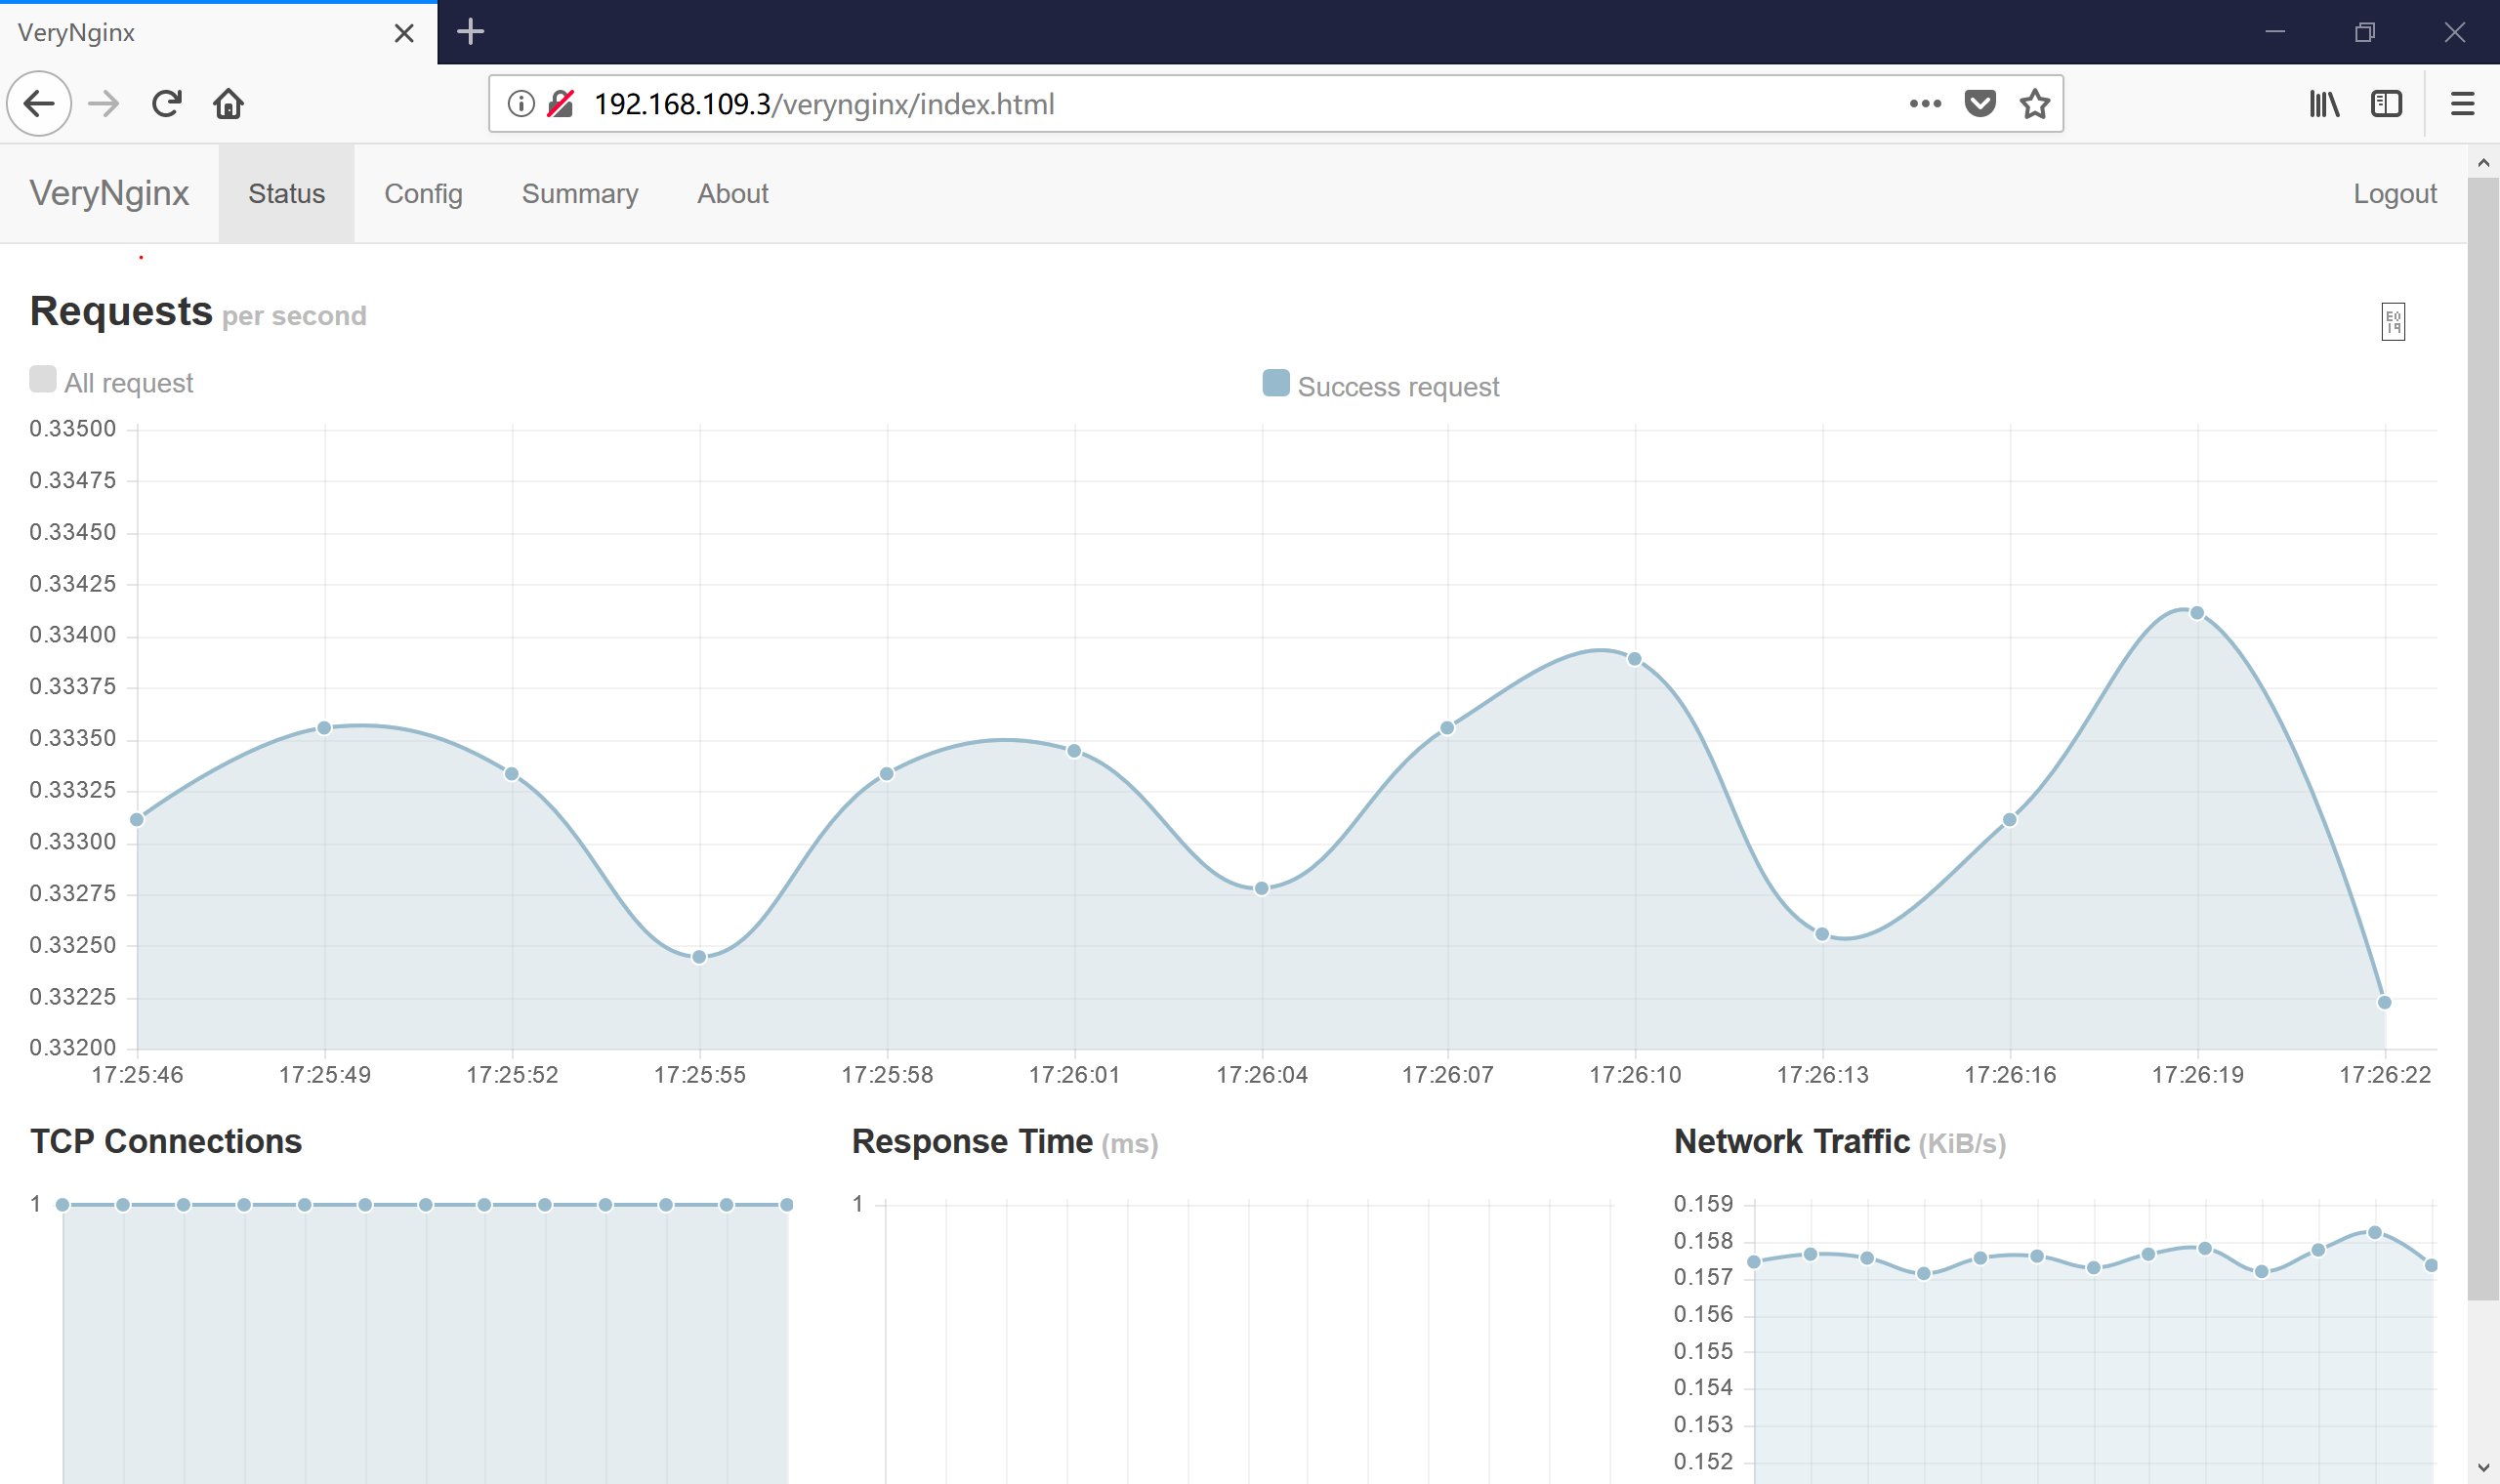 VeryNginx
192.168.109.3/verynginx/index.html
VeryNginx Status Config Summary About Logout
Requests per second
E0
19
All request Success request
0.33500
0.33475
0.33450
0.33425
0.33400
0.33375
0.33350
0.33325
0.33300
0.33275
0.33250
0.33225
0.33200
17:25:46 17:25:49 17:25:52 17:25:55 17:25:58 17:26:01 17:26:04 17:26:07 17:26:10 17:26:13 17:26:16 17:26:19 17:26:22
TCP Connections
1
Response Time (ms)
1
Network Traffic (KiB/s)
0.159
0.158
0.157
0.156
0.155
0.154
0.153
0.152